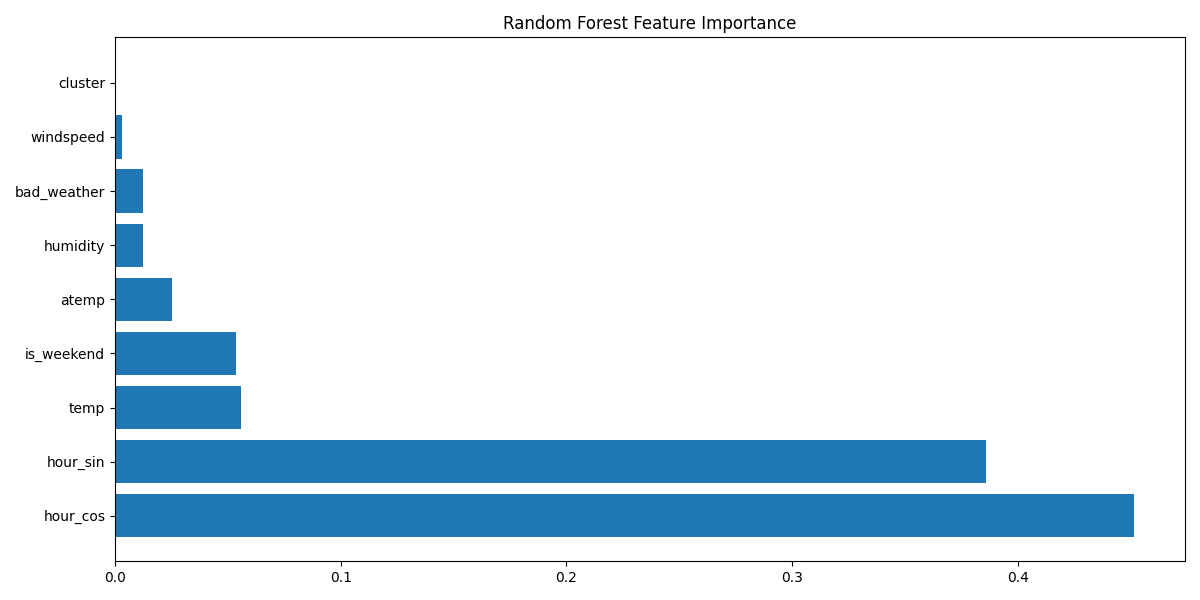 Random Forest Feature Importance
cluster
windspeed
bad_weather
humidity
atemp
is_weekend
temp
hour_sin
hour_cos
0.0 0.1 0.2 0.3 0.4